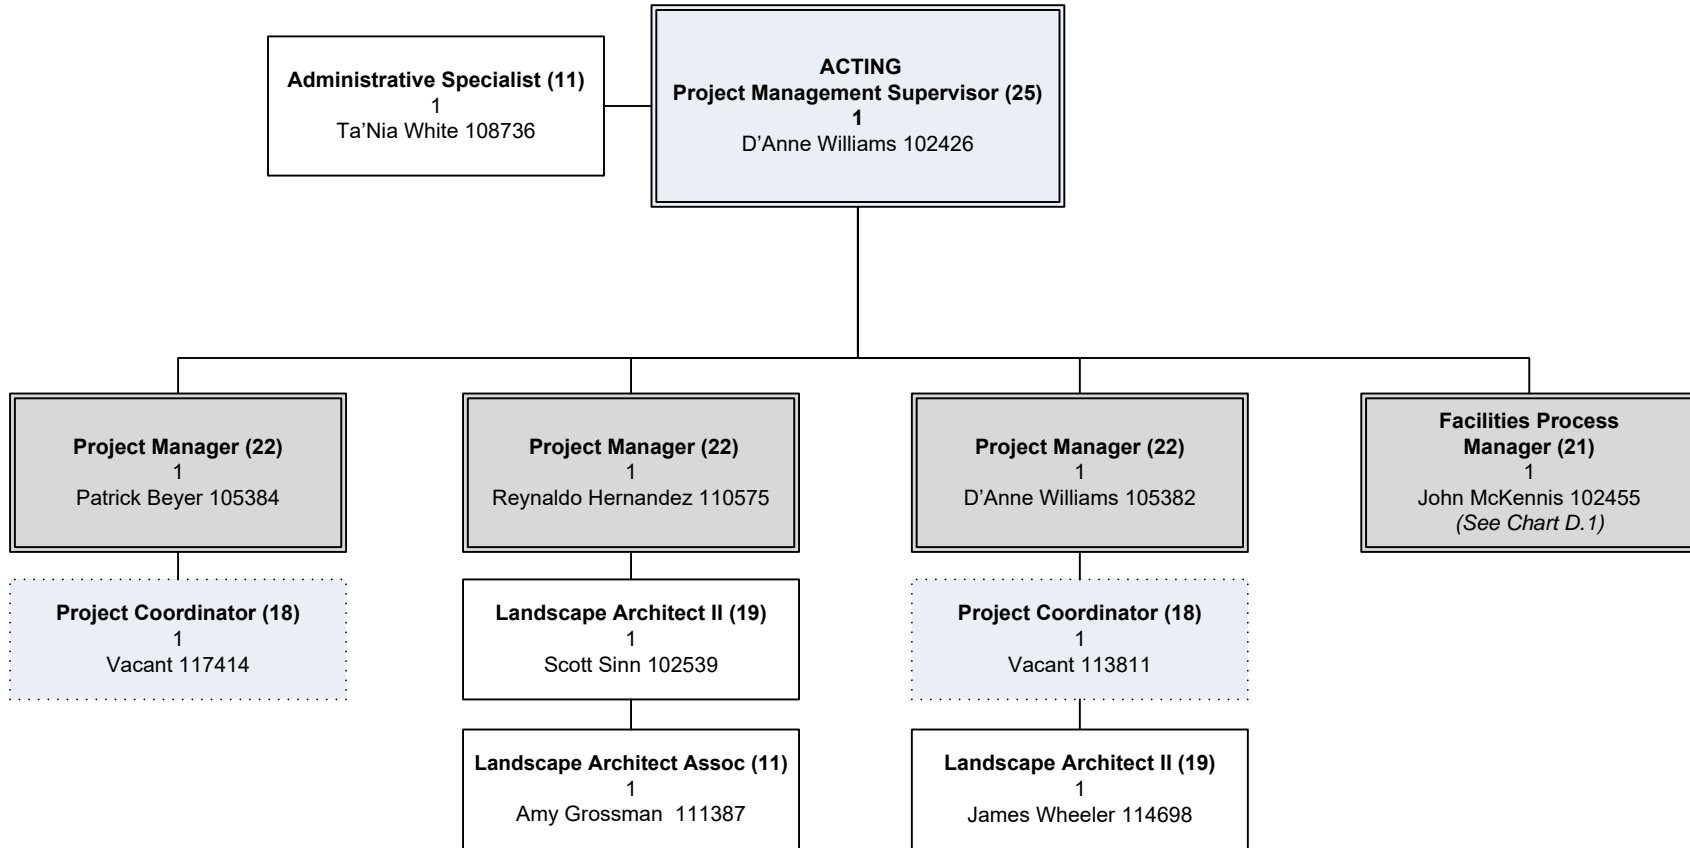 Administrative Specialist (11)
1
Ta’Nia White 108736
ACTING
Project Management Supervisor (25)
1
D’Anne Williams 102426
Project Manager (22)
1
Patrick Beyer 105384
Project Manager (22)
1
Reynaldo Hernandez 110575
Project Manager (22)
1
D’Anne Williams 105382
Facilities Process
Manager (21)
1
John McKennis 102455
(See Chart D.1)
Project Coordinator (18)
1
Vacant 117414
Landscape Architect II (19)
1
Scott Sinn 102539
Project Coordinator (18)
1
Vacant 113811
Landscape Architect Assoc (11)
1
Amy Grossman  111387
Landscape Architect II (19)
1
James Wheeler 114698